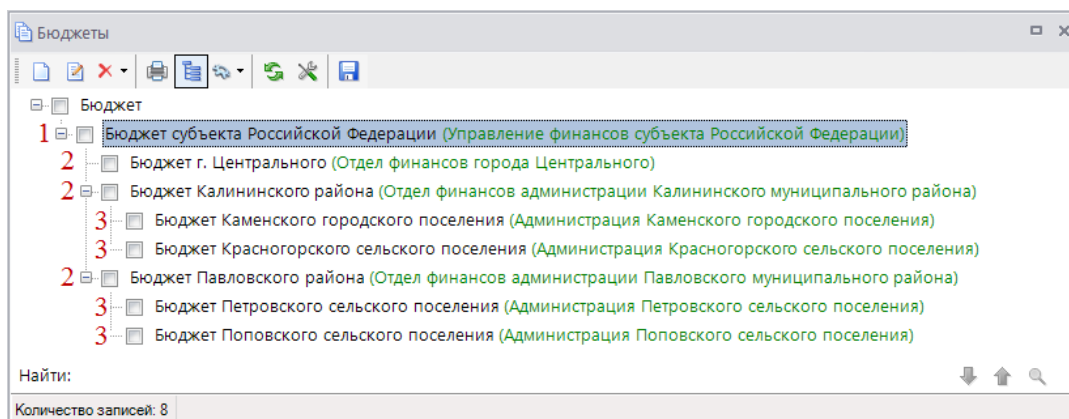 Бюджеты
Бюджет
1 Бюджет субъекта Российской Федерации (Управление финансов субъекта Российской Федерации)
2 Бюджет г. Центрального (Отдел финансов города Центрального)
2 Бюджет Калининского района (Отдел финансов администрации Калининского муниципального района)
3 Бюджет Каменского городского поселения (Администрация Каменского городского поселения)
3 Бюджет Красногорского сельского поселения (Администрация Красногорского сельского поселения)
2 Бюджет Павловского района (Отдел финансов администрации Павловского муниципального района)
3 Бюджет Петровского сельского поселения (Администрация Петровского сельского поселения)
3 Бюджет Поповского сельского поселения (Администрация Поповского сельского поселения)
Найти:
Количество записей: 8